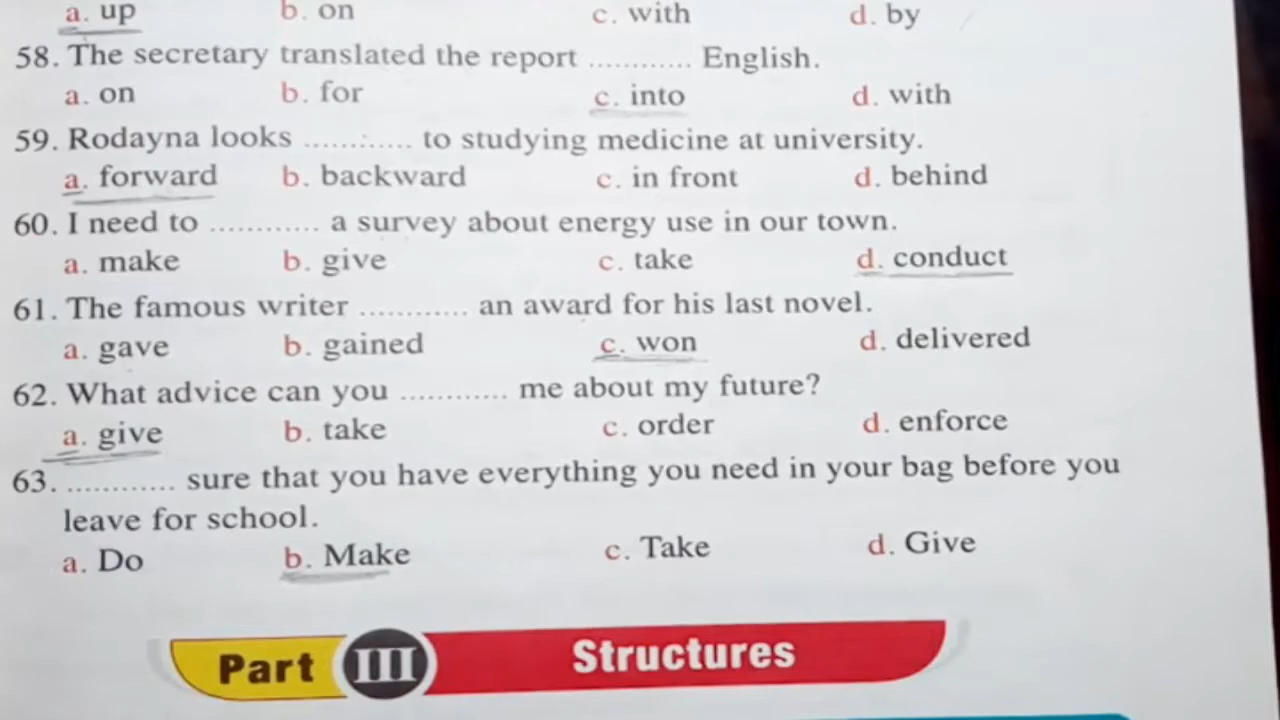 a. up b. on c. with d. by
58. The secretary translated the report ............ English.
a. on b. for c. into d. with
59. Rodayna looks ............ to studying medicine at university.
a. forward b. backward c. in front d. behind
60. I need to ............ a survey about energy use in our town.
a. make b. give c. take d. conduct
61. The famous writer ............ an award for his last novel.
a. gave b. gained c. won d. delivered
62. What advice can you ............ me about my future?
a. give b. take c. order d. enforce
63. ............ sure that you have everything you need in your bag before you
leave for school.
a. Do b. Make c. Take d. Give
Part III Structures